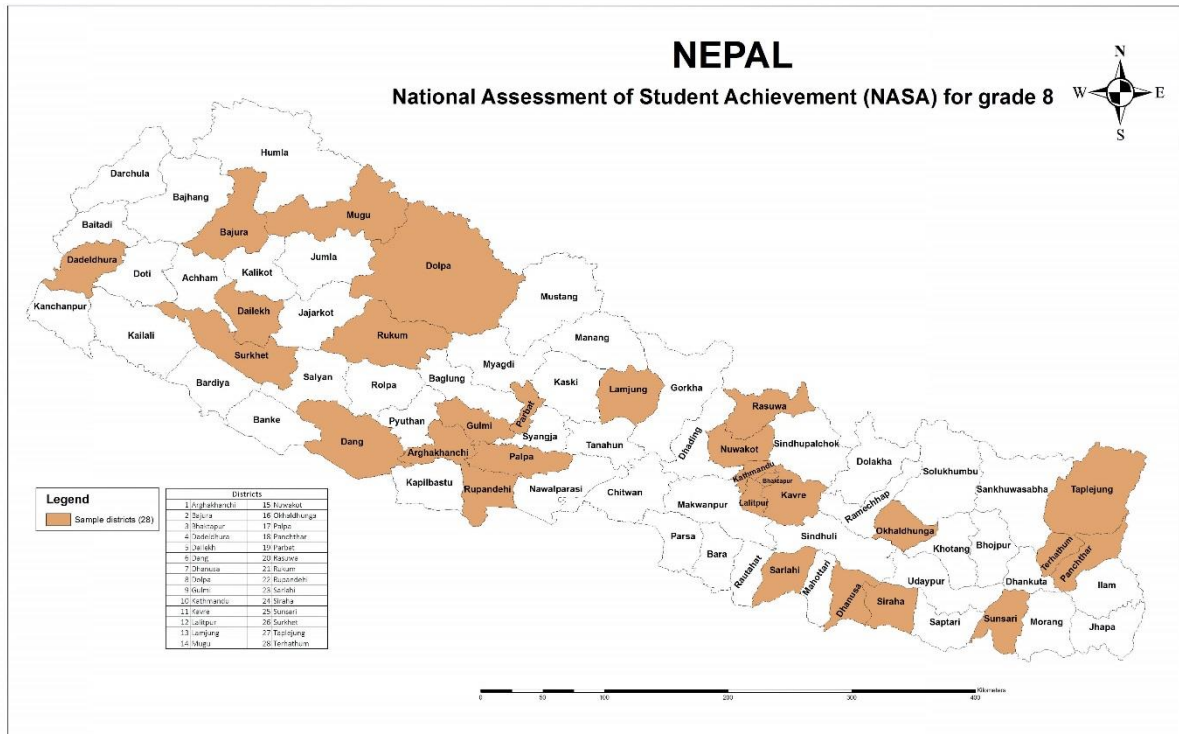 NEPAL
National Assessment of Student Achievement (NASA) for grade 8
N
W E
S
Humla
Darchula
Bajhang
Mugu
Baitadi
Bajura
Dadeldhura
Doti
Achham
Kalikot
Jumla
Dolpa
Kanchanpur
Dailekh
Jajarkot
Mustang
Kailali
Rukum
Manang
Surkhet
Salyan
Rolpa
Baglung
Myagdi
Kaski
Lamjung
Gorkha
Bardiya
Banke
Pyuthan
Gulmi
Parbat
Syangja
Tanahun
Dhading
Rasuwa
Sindhupalchok
Nuwakot
Dang
Arghakhanchi
Palpa
Kapilbastu
Rupandehi
Nawalparasi
Chitwan
Makwanpur
Kathmandu
Bhaktapur
Lalitpur
Kavre
Dolakha
Ramechhap
Solukhumbu
Sankhuwasabha
Taplejung
Okhaldhunga
Parsa
Bara
Rautahat
Sarlahi
Mahottari
Sindhuli
Dhanusa
Siraha
Udaypur
Khotang
Bhojpur
Terhathum
Panchthar
Dhankuta
Ilam
Saptari
Sunsari
Morang
Jhapa
Legend
Sample districts (28)
Districts
1 Arghakhanchi 15 Nuwakot
2 Bajura 16 Okhaldhunga
3 Bhaktapur 17 Palpa
4 Dadeldhura 18 Panchthar
5 Dailekh 19 Parbat
6 Dang 20 Rasuwa
7 Dhanusa 21 Rukum
8 Dolpa 22 Rupandehi
9 Gulmi 23 Sarlahi
10 Kathmandu 24 Siraha
11 Kavre 25 Sunsari
12 Lalitpur 26 Surkhet
13 Lamjung 27 Taplejung
14 Mugu 28 Terhathum
0 50 100 200 300 400 Kilometers